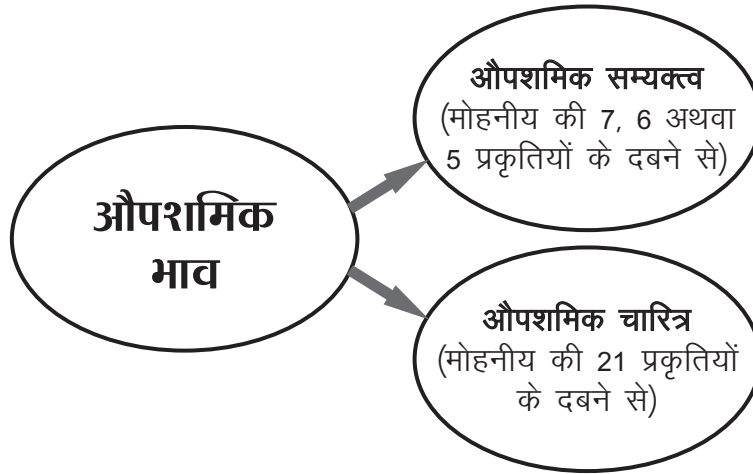 औपशमिक
भाव
औपशमिक सम्यक्त्व
(मोहनीय की 7, 6 अथवा
5 प्रकृतियों के दबने से)
औपशमिक चारित्र
(मोहनीय की 21 प्रकृतियों
के दबने से)